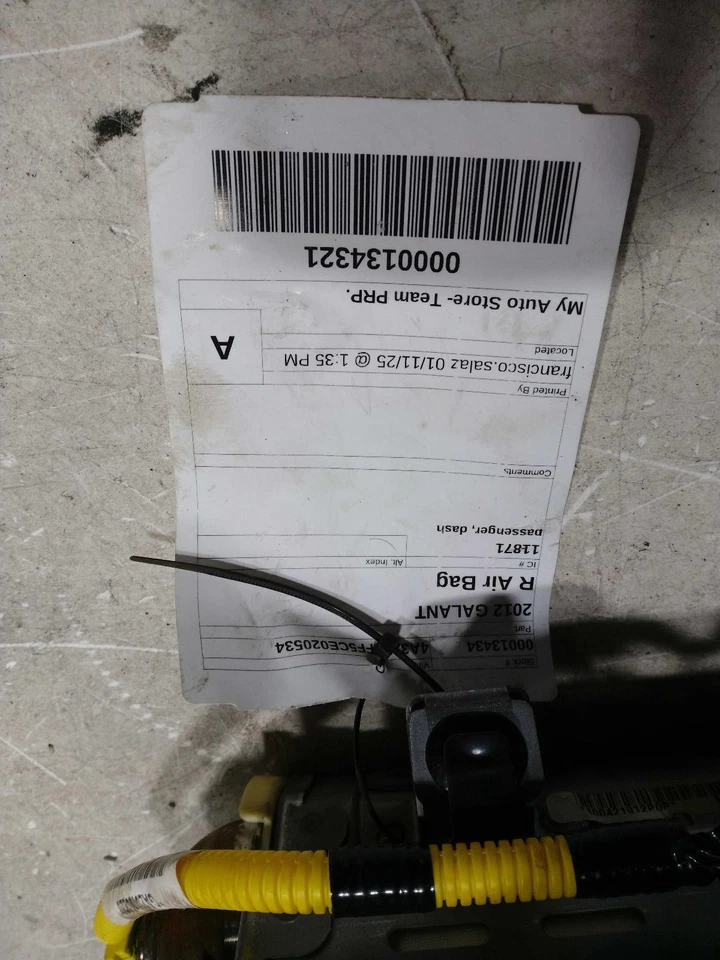 Stock #
00013434
Part
2012 GALANT
R Air Bag
IC #
Alt. Index
11871
passenger, dash
Comments
Printed By
francisco.salaz 01/11/25 @ 1:35 PM
A
Located
My Auto Store- Team PRP.
0000134321